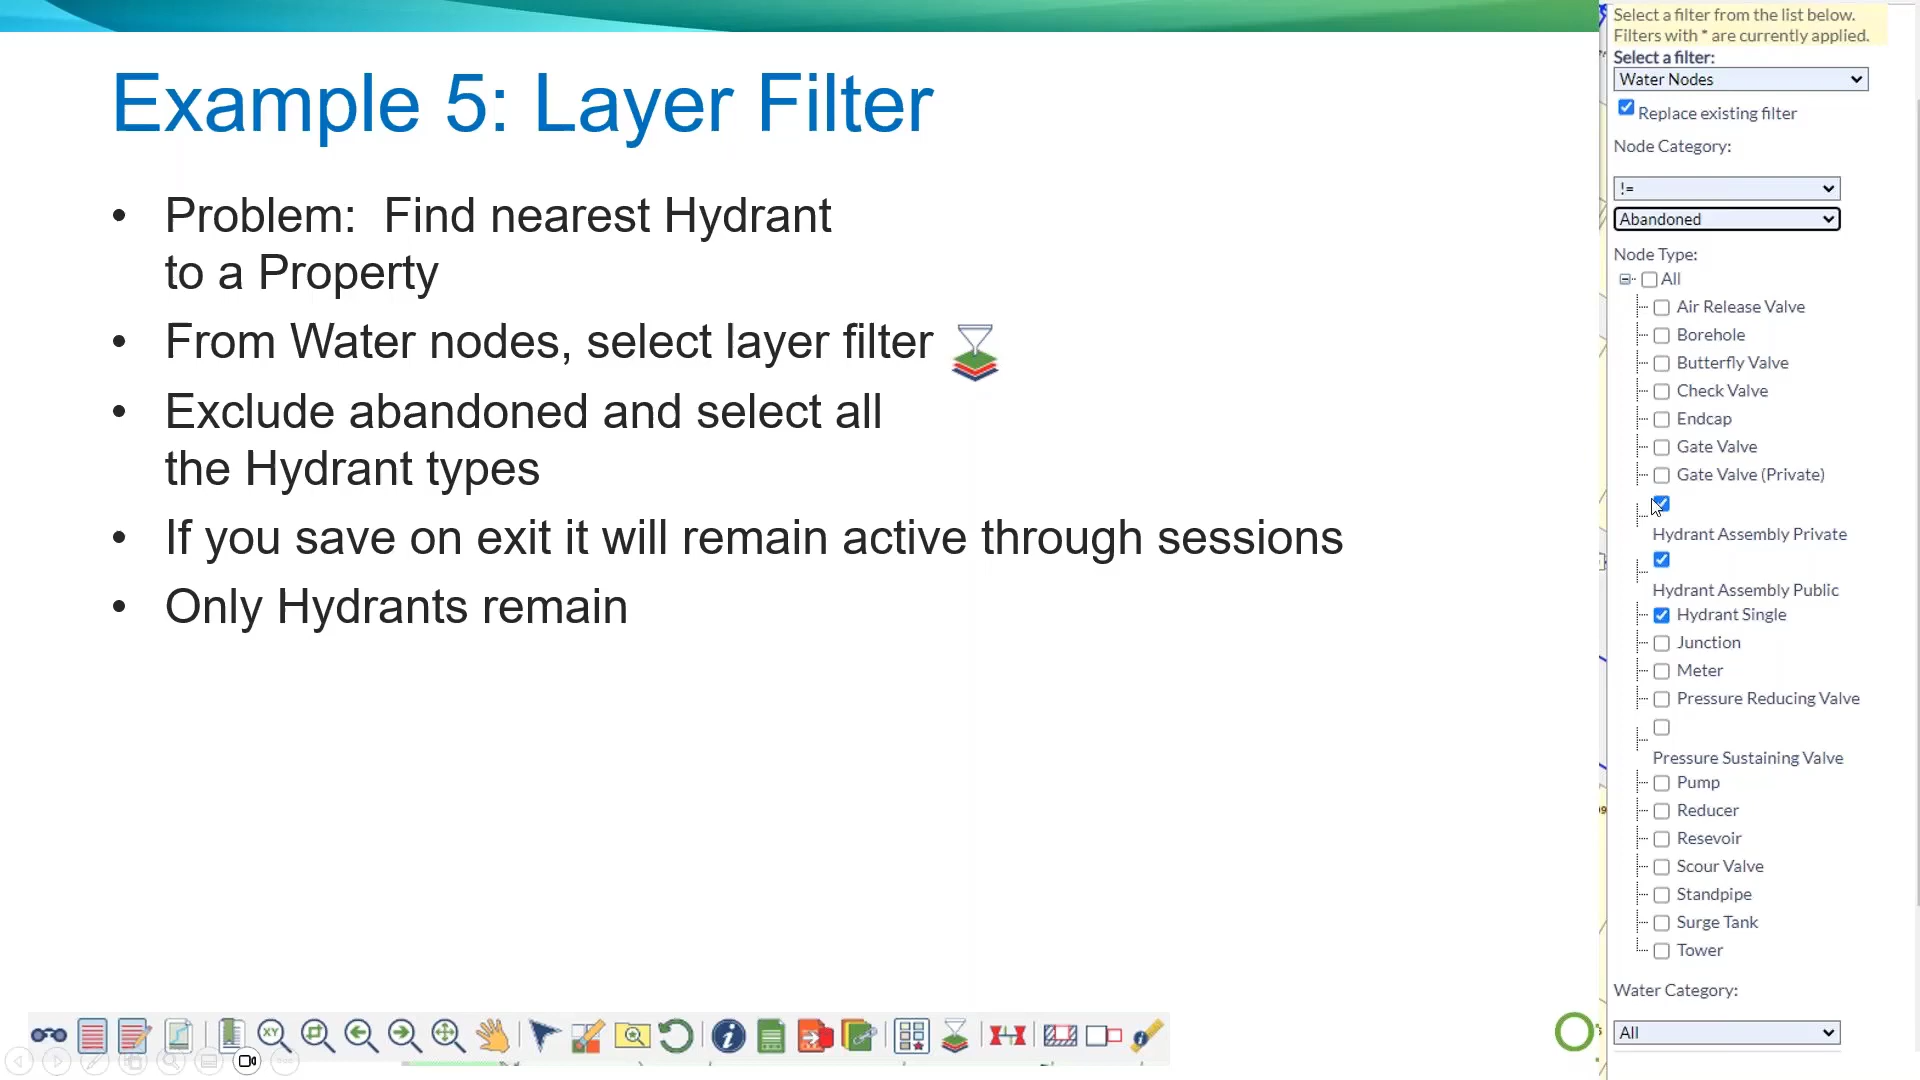 Example 5: Layer Filter
• Problem:  Find nearest Hydrant
to a Property
• From Water nodes, select layer filter
• Exclude abandoned and select all
the Hydrant types
• If you save on exit it will remain active through sessions
• Only Hydrants remain
Select a filter from the list below.
Filters with * are currently applied.
Select a filter:
Water Nodes
Replace existing filter
Node Category:
!=
Abandoned
Node Type:
All
Air Release Valve
Borehole
Butterfly Valve
Check Valve
Endcap
Gate Valve
Gate Valve (Private)
Hydrant Assembly Private
Hydrant Assembly Public
Hydrant Single
Junction
Meter
Pressure Reducing Valve
Pressure Sustaining Valve
Pump
Reducer
Resevoir
Scour Valve
Standpipe
Surge Tank
Tower
Water Category:
All
XY